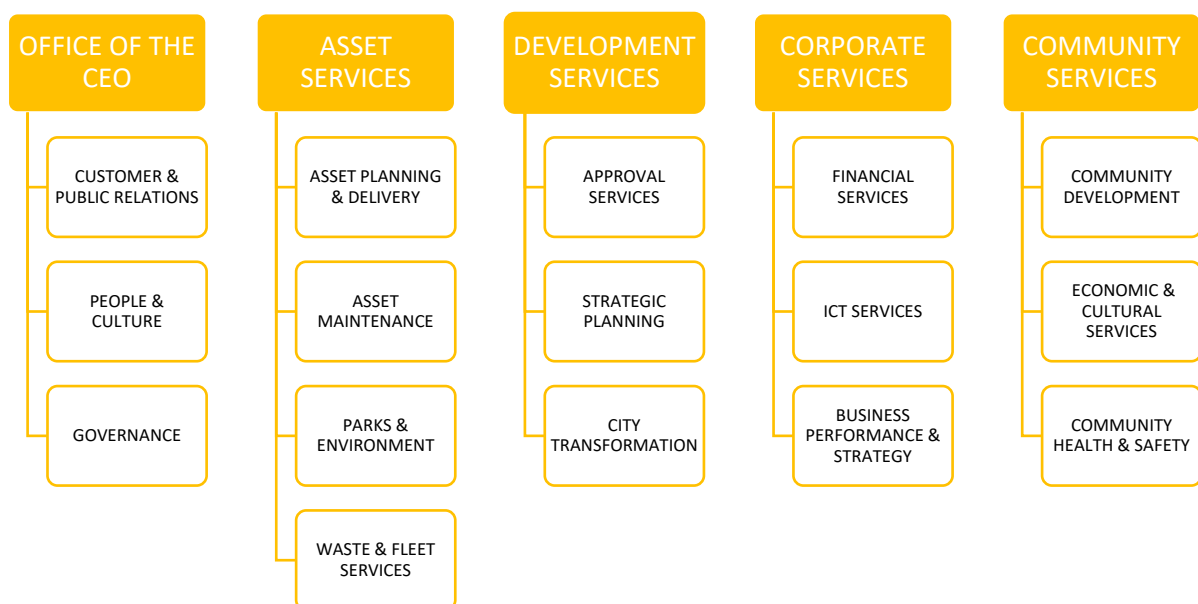 OFFICE OF THE
CEO
CUSTOMER &
PUBLIC RELATIONS
PEOPLE &
CULTURE
GOVERNANCE
ASSET
SERVICES
ASSET PLANNING
& DELIVERY
ASSET
MAINTENANCE
PARKS &
ENVIRONMENT
WASTE & FLEET
SERVICES
DEVELOPMENT
SERVICES
APPROVAL
SERVICES
STRATEGIC
PLANNING
CITY
TRANSFORMATION
CORPORATE
SERVICES
FINANCIAL
SERVICES
ICT SERVICES
BUSINESS
PERFORMANCE &
STRATEGY
COMMUNITY
SERVICES
COMMUNITY
DEVELOPMENT
ECONOMIC &
CULTURAL
SERVICES
COMMUNITY
HEALTH & SAFETY